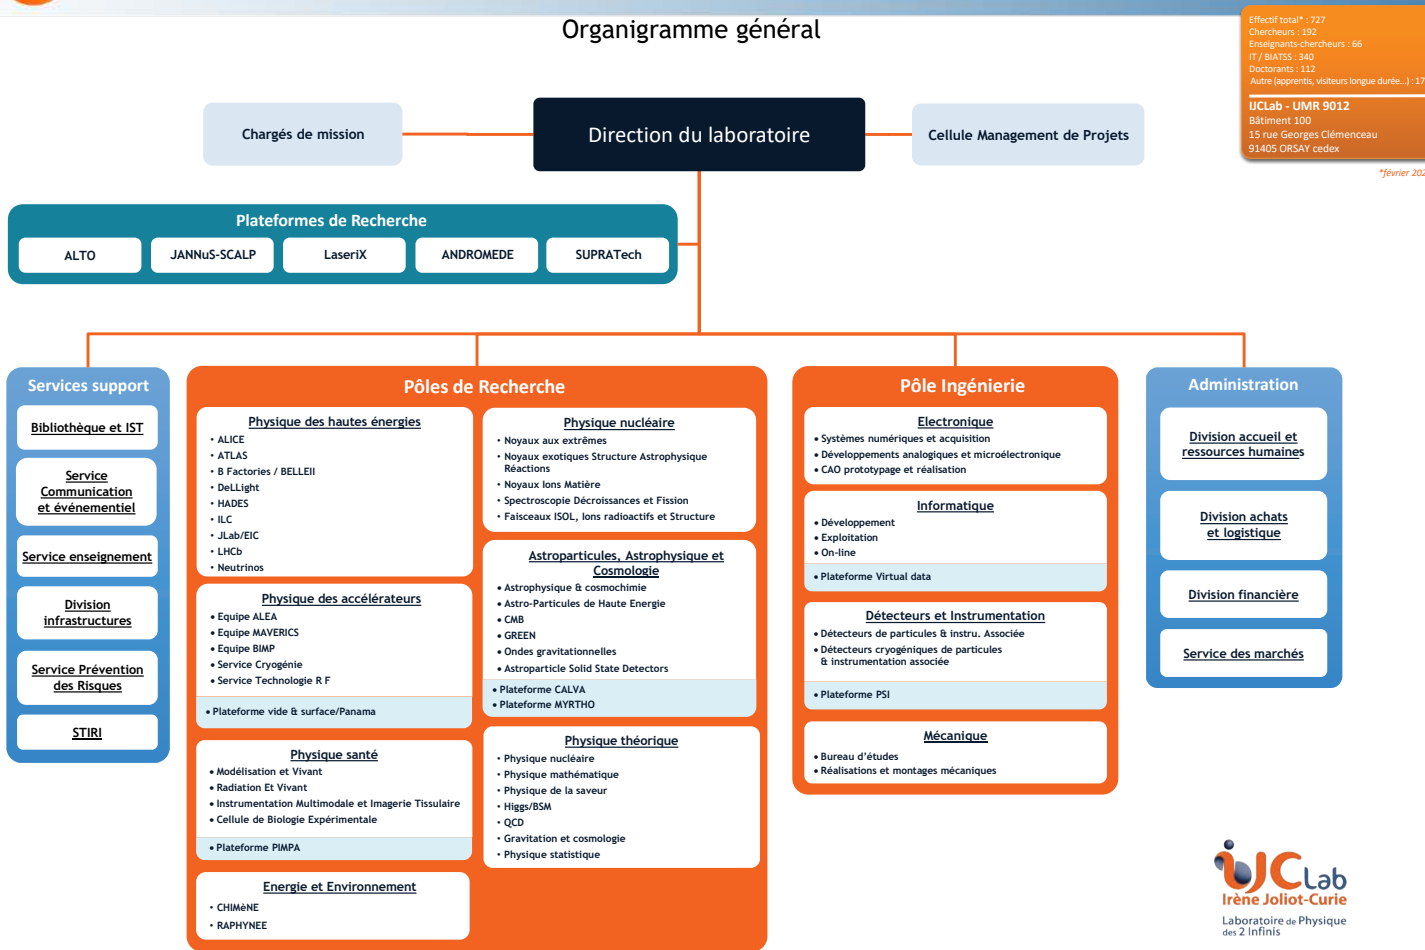 Organigramme général
Effectif total* : 727
Chercheurs : 192
Enseignants-chercheurs : 66
IT / BIATSS : 340
Doctorants : 112
Autre (apprentis, visiteurs longue durée…) : 17
IJCLab - UMR 9012
Bâtiment 100
15 rue Georges Clémenceau
91405 ORSAY cedex
*février 202
Chargés de mission
Direction du laboratoire
Cellule Management de Projets
Plateformes de Recherche
ALTO
JANNuS-SCALP
LaseriX
ANDROMEDE
SUPRATech
Services support
Bibliothèque et IST
Service
Communication
et événementiel
Service enseignement
Division
infrastructures
Service Prévention
des Risques
STIRI
Pôles de Recherche
Physique des hautes énergies
• ALICE
• ATLAS
• B Factories / BELLEII
• DeLLight
• HADES
• ILC
• JLab/EIC
• LHCb
• Neutrinos
Physique des accélérateurs
• Equipe ALEA
• Equipe MAVERICS
• Equipe BIMP
• Service Cryogénie
• Service Technologie R F
• Plateforme vide & surface/Panama
Physique santé
• Modélisation et Vivant
• Radiation Et Vivant
• Instrumentation Multimodale et Imagerie Tissulaire
• Cellule de Biologie Expérimentale
• Plateforme PIMPA
Energie et Environnement
• CHIMèNE
• RAPHYNEE
Physique nucléaire
• Noyaux aux extrêmes
• Noyaux exotiques Structure Astrophysique
Réactions
• Noyaux Ions Matière
• Spectroscopie Décroissances et Fission
• Faisceaux ISOL, Ions radioactifs et Structure
Astroparticules, Astrophysique et
Cosmologie
• Astrophysique & cosmochimie
• Astro-Particules de Haute Energie
• CMB
• GREEN
• Ondes gravitationnelles
• Astroparticle Solid State Detectors
• Plateforme CALVA
• Plateforme MYRTHO
Physique théorique
• Physique nucléaire
• Physique mathématique
• Physique de la saveur
• Higgs/BSM
• QCD
• Gravitation et cosmologie
• Physique statistique
Pôle Ingénierie
Electronique
• Systèmes numériques et acquisition
• Développements analogiques et microélectronique
• CAO prototypage et réalisation
Informatique
• Développement
• Exploitation
• On-line
• Plateforme Virtual data
Détecteurs et Instrumentation
• Détecteurs de particules & instru. Associée
• Détecteurs cryogéniques de particules
& instrumentation associée
• Plateforme PSI
Mécanique
• Bureau d'études
• Réalisations et montages mécaniques
Administration
Division accueil et
ressources humaines
Division achats
et logistique
Division financière
Service des marchés
IJCLab
Irène Joliot-Curie
Laboratoire de Physique
des 2 Infinis